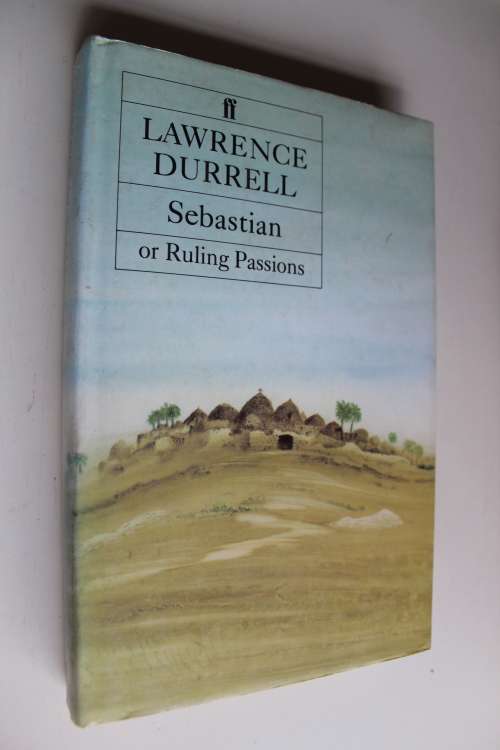 ff
LAWRENCE
DURRELL
Sebastian
or Ruling Passions